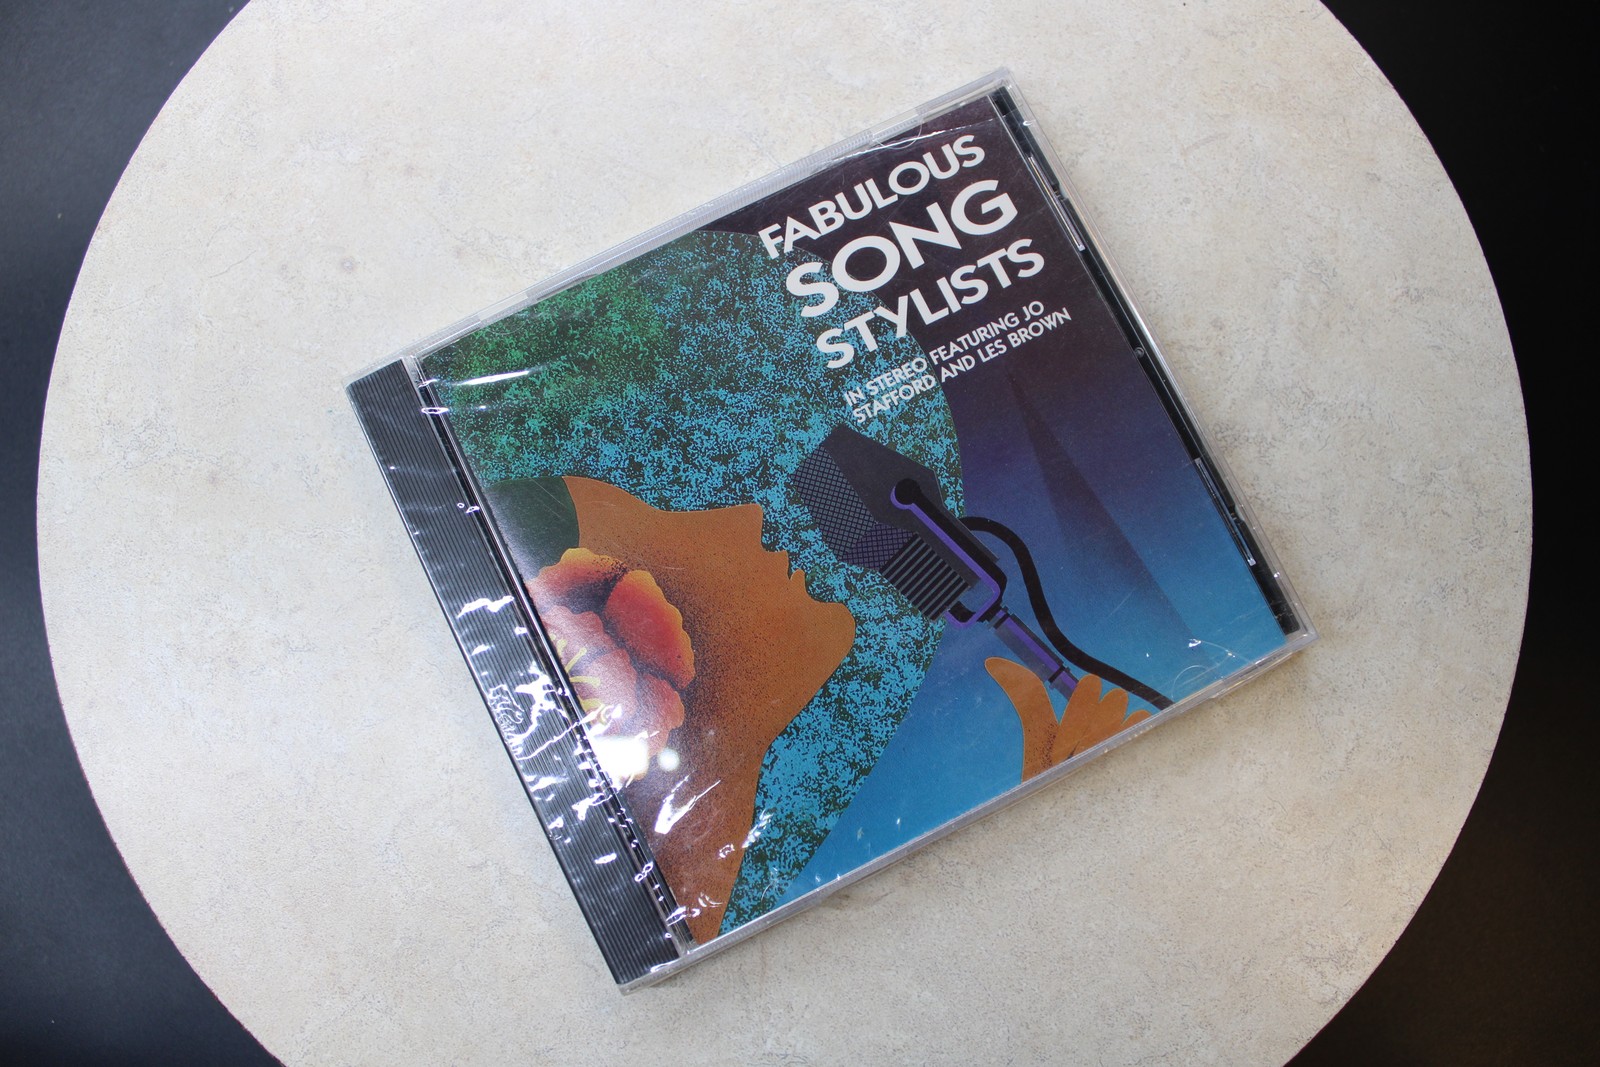 FABULOUS
SONG
STYLISTS
IN STEREO FEATURING JO
STAFFORD AND LES BROWN